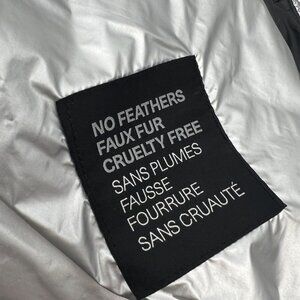 NO FEATHERS
FAUX FUR
CRUELTY FREE
SANS PLUMES
FAUSSE
FOURRURE
SANS CRUAUTÉ